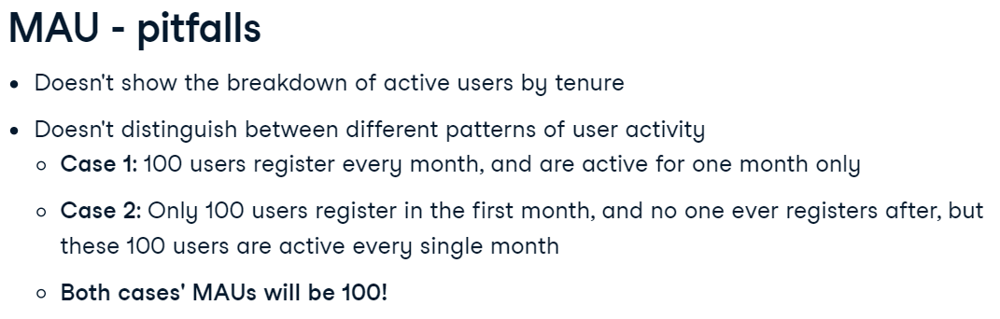 MAU - pitfalls
• Doesn't show the breakdown of active users by tenure
• Doesn't distinguish between different patterns of user activity
○ Case 1: 100 users register every month, and are active for one month only
○ Case 2: Only 100 users register in the first month, and no one ever registers after, but
these 100 users are active every single month
○ Both cases' MAUs will be 100!